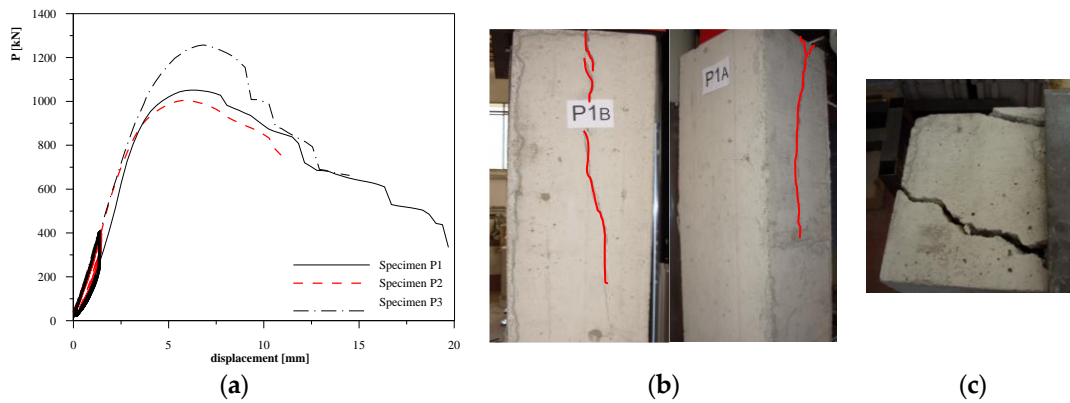 P [kN]
1400
1200
1000
800
600
400
200
0
Specimen P1
Specimen P2
Specimen P3
0
5
10
15
20
displacement [mm]
P1B
P1A
(a)
(b)
(c)